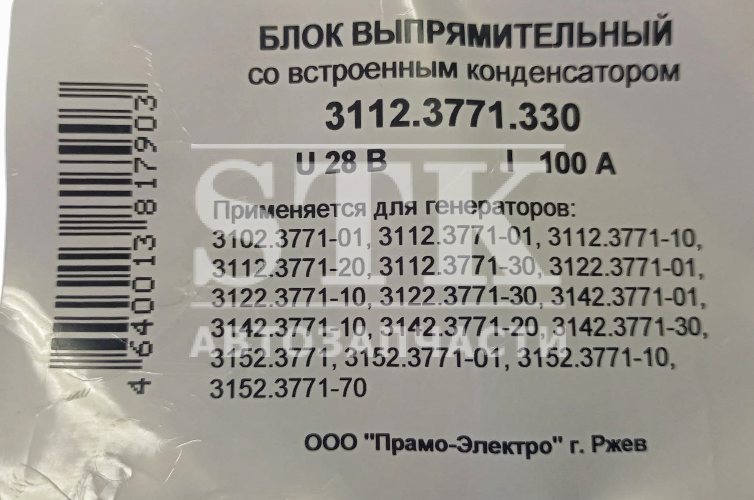 БЛОК ВЫПРЯМИТЕЛЬНЫЙ
со встроенным конденсатором
3112.3771.330
U 28 В I 100 А
Применяется для генераторов:
3102.3771-01, 3112.3771-01, 3112.3771-10,
3112.3771-20, 3112.3771-30, 3122.3771-01,
3122.3771-10, 3122.3771-30, 3142.3771-01,
3142.3771-10, 3142.3771-20, 3142.3771-30,
3152.3771, 3152.3771-01, 3152.3771-10,
3152.3771-70
ООО "Прамо-Электро" г. Ржев
4 640013 817903
STK
АВТОЗАПЧАСТИ